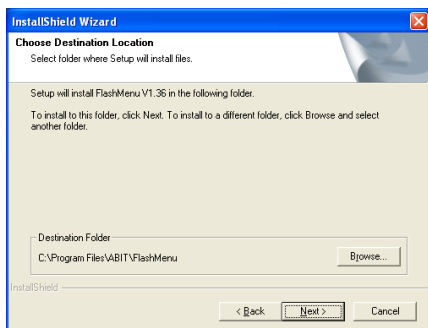 InstallShield Wizard
Choose Destination Location
Select folder where Setup will install files.
Setup will install FlashMenu V1.36 in the following folder.
To install to this folder, click Next. To install to a different folder, click Browse and select
another folder.
Destination Folder
C:\Program Files\ABIT\FlashMenu
Browse...
InstallShield
< Back
Next >
Cancel